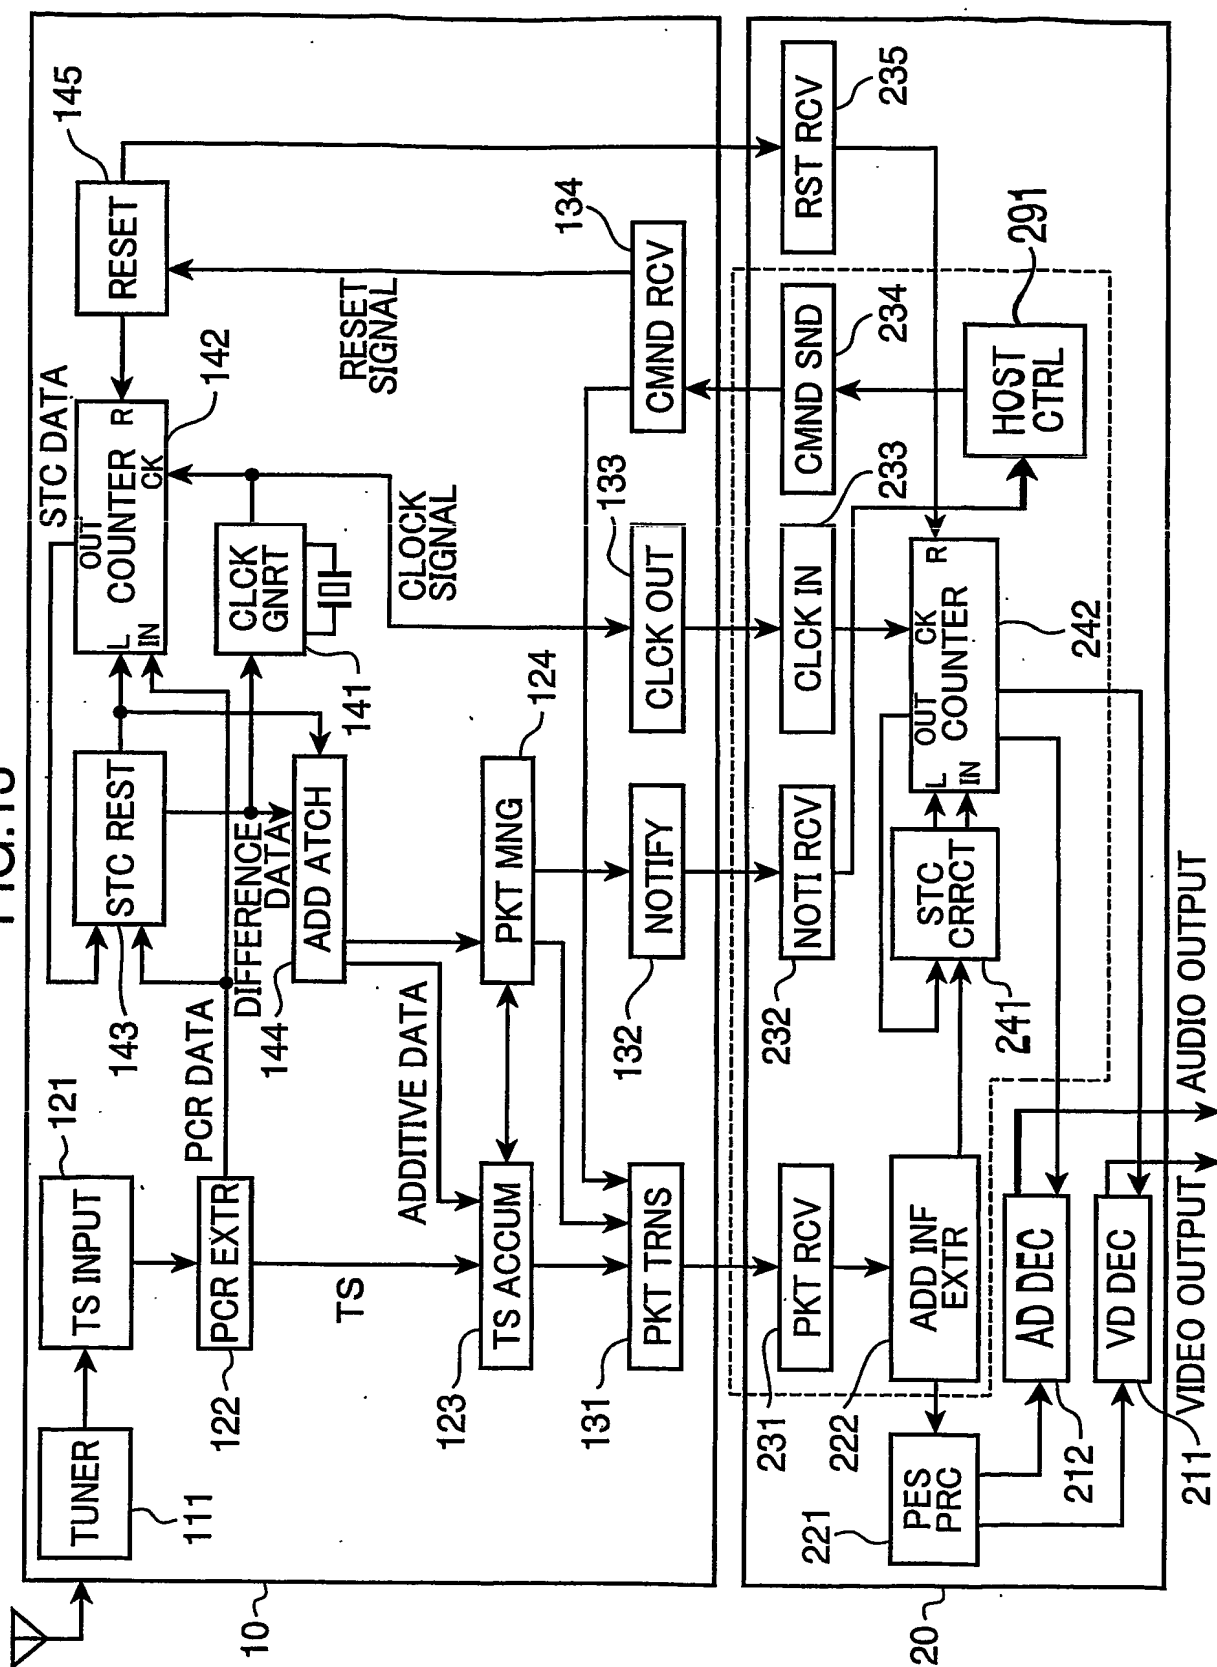 TUNER
111
TS INPUT
121
PCR EXTR
122
PCR DATA
TS
STC REST
143
DIFFERENCE
DATA
ADD ATCH
144
ADDITIVE DATA
STC DATA
OUT
COUNTER
L
IN
R
CK
142
RESET
145
CLCK
GNRT
141
CLOCK
SIGNAL
RESET
SIGNAL
TS ACCUM
123
PKT MNG
124
PKT TRNS
131
NOTIFY
132
CLCK OUT
133
CMND RCV
134
10
PKT RCV
231
NOTI RCV
232
CLCK IN
233
CMND SND
234
RST RCV
235
ADD INF
EXTR
222
STC
CRRCT
241
OUT
CK
R
COUNTER
L
IN
242
HOST
CTRL
291
PES
PRC
221
AD DEC
212
VD DEC
211
20
VIDEO OUTPUT
AUDIO OUTPUT